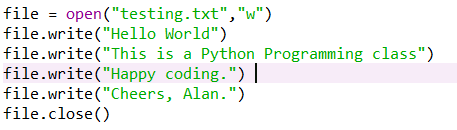 file = open("testing.txt","w")
file.write("Hello World")
file.write("This is a Python Programming class")
file.write("Happy coding.")
file.write("Cheers, Alan.")
file.close()